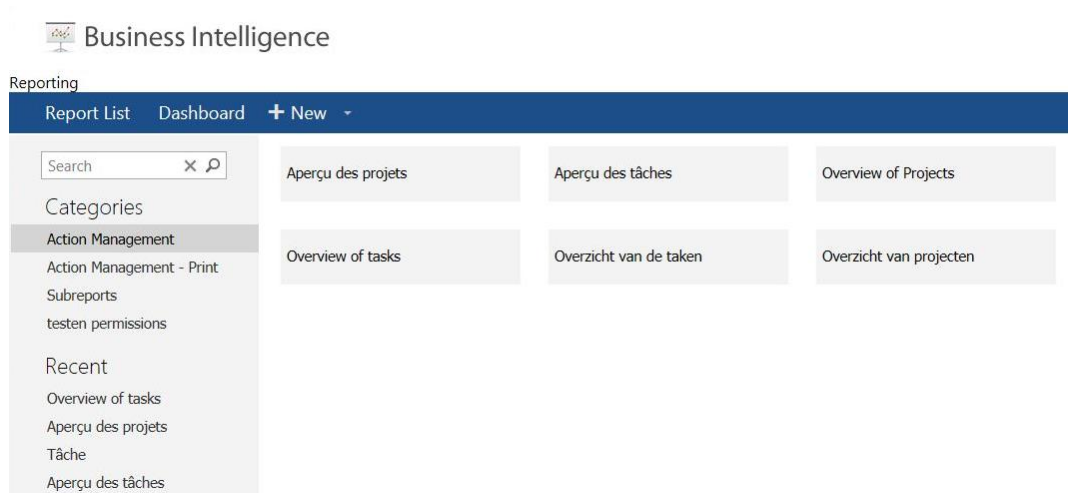 Business Intelligence
Reporting
Report List Dashboard + New
Search
Categories
Action Management
Action Management - Print
Subreports
testen permissions
Recent
Overview of tasks
Aperçu des projets
Tâche
Aperçu des tâches
Aperçu des projets Aperçu des tâches Overview of Projects
Overview of tasks Overzicht van de taken Overzicht van projecten